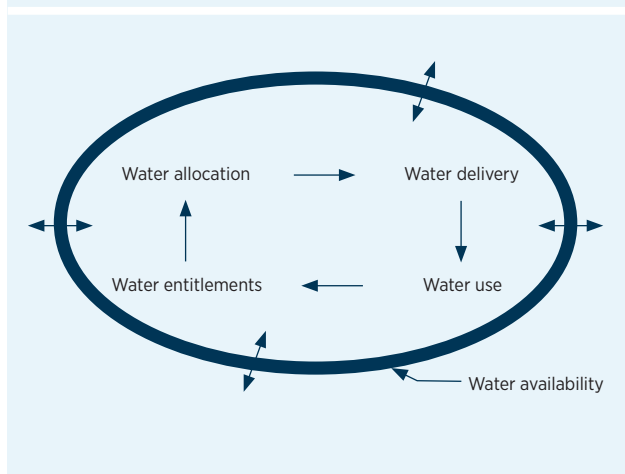 Water allocation
Water delivery
Water entitlements
Water use
Water availability